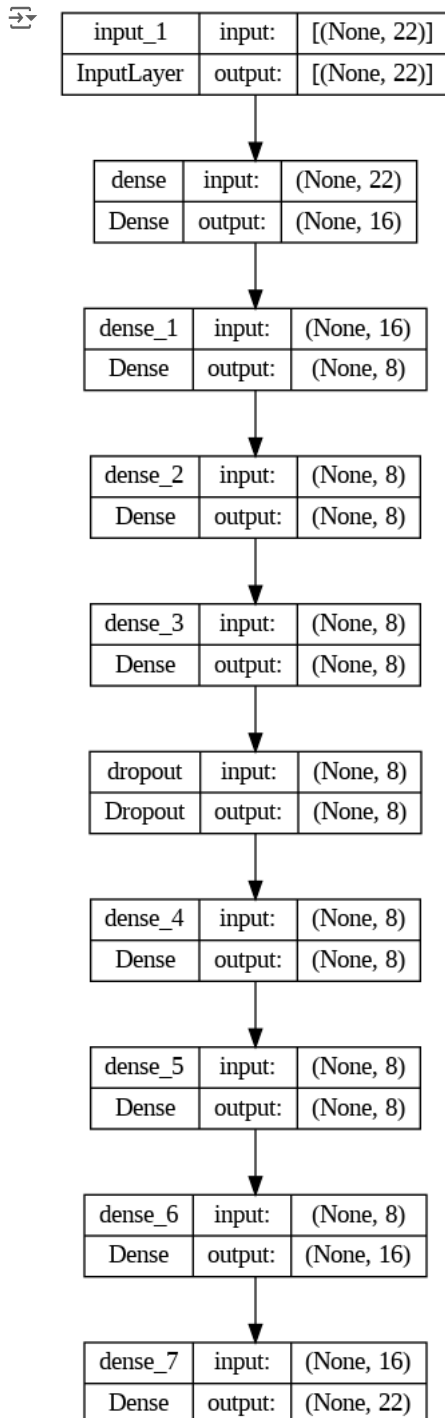 input_1 input: [(None, 22)]
InputLayer output: [(None, 22)]
dense input: (None, 22)
Dense output: (None, 16)
dense_1 input: (None, 16)
Dense output: (None, 8)
dense_2 input: (None, 8)
Dense output: (None, 8)
dense_3 input: (None, 8)
Dense output: (None, 8)
dropout input: (None, 8)
Dropout output: (None, 8)
dense_4 input: (None, 8)
Dense output: (None, 8)
dense_5 input: (None, 8)
Dense output: (None, 8)
dense_6 input: (None, 8)
Dense output: (None, 16)
dense_7 input: (None, 16)
Dense output: (None, 22)